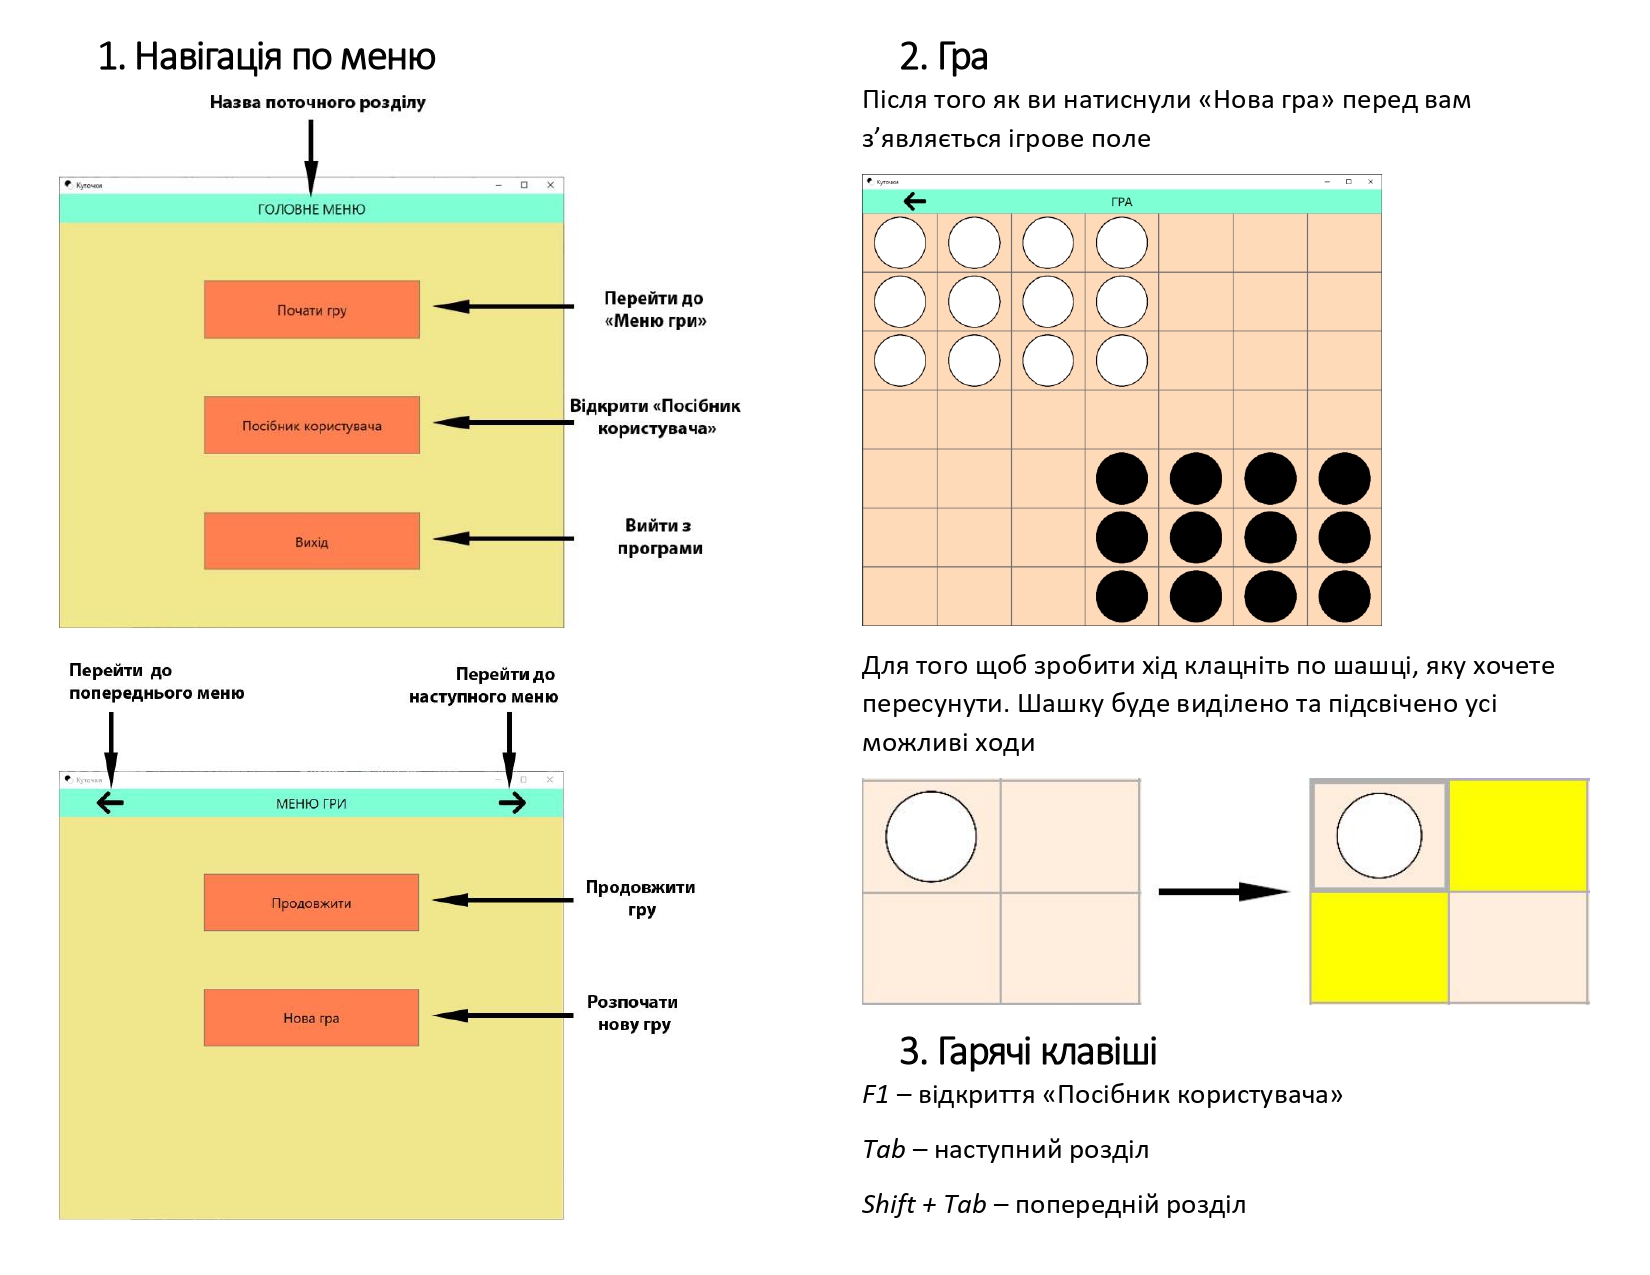 1. Навігація по меню
Назва поточного розділу
Куточки
ГОЛОВНЕ МЕНЮ
Почати гру
Перейти до
«Меню гри»
Посібник користувача
Відкрити «Посібник
користувача»
Вихід
Вийти з
програми
Перейти до
попереднього меню
Перейти до
наступного меню
Куточки
МЕНЮ ГРИ
Продовжити
Продовжити
гру
Нова гра
Розпочати
нову гру
2. Гра
Після того як ви натиснули «Нова гра» перед вам
з’являється ігрове поле
Куточки
ГРА
Для того щоб зробити хід клацніть по шашці, яку хочете
пересунути. Шашку буде виділено та підсвічено усі
можливі ходи
3. Гарячі клавіші
F1 – відкриття «Посібник користувача»
Tab – наступний розділ
Shift + Tab – попередній розділ